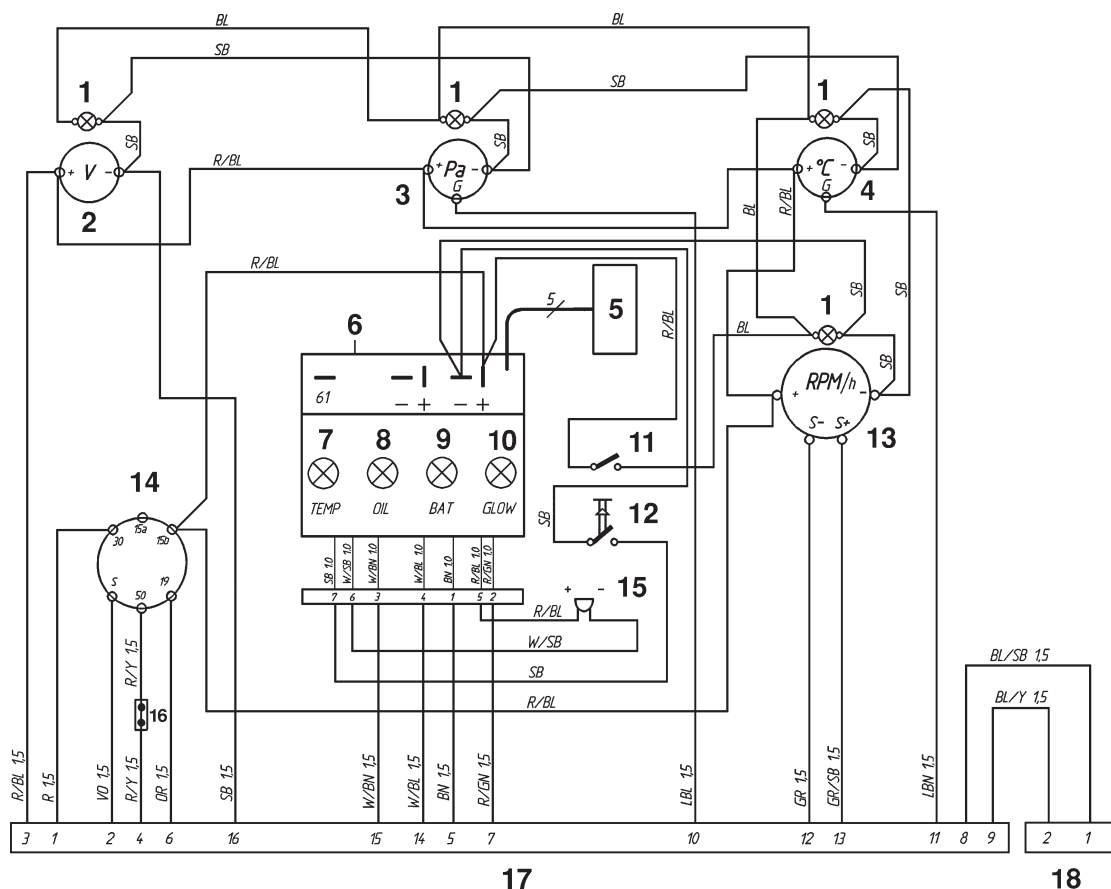 BL
BL
SB
SB
1
1
1
SB
SB
SB
+ V -
R/BL
+ Pa -
G
+ °C -
G
2
3
4
BL
R/BL
R/BL
5
5
R/BL
SB
SB
6
1
BL
SB
61
- + - +
+ RPM/h -
S- S+
7 8 9 10
11
13
TEMP OIL BAT GLOW
14
SB
12
15a
30 15b
S 19
50
SB 1.0
W/SB 1.0
W/BN 1.0
W/BL 1.0
BN 1.0
R/BL 1.0
R/GN 1.0
+ -
15
7 6 3 4 1 5 2
R/BL
W/SB
R/Y 1,5
SB
BL/SB 1,5
R/BL
BL/Y 1,5
16
R/BL 1,5
R 1,5
VO 1,5
R/Y 1,5
OR 1,5
SB 1,5
W/BN 1,5
W/BL 1,5
BN 1,5
R/GN 1,5
LBL 1,5
GR 1,5
GR/SB 1,5
LBN 1,5
3 1 2 4 6 16 15 14 5 7 10 12 13 11 8 9
2 1
17
18